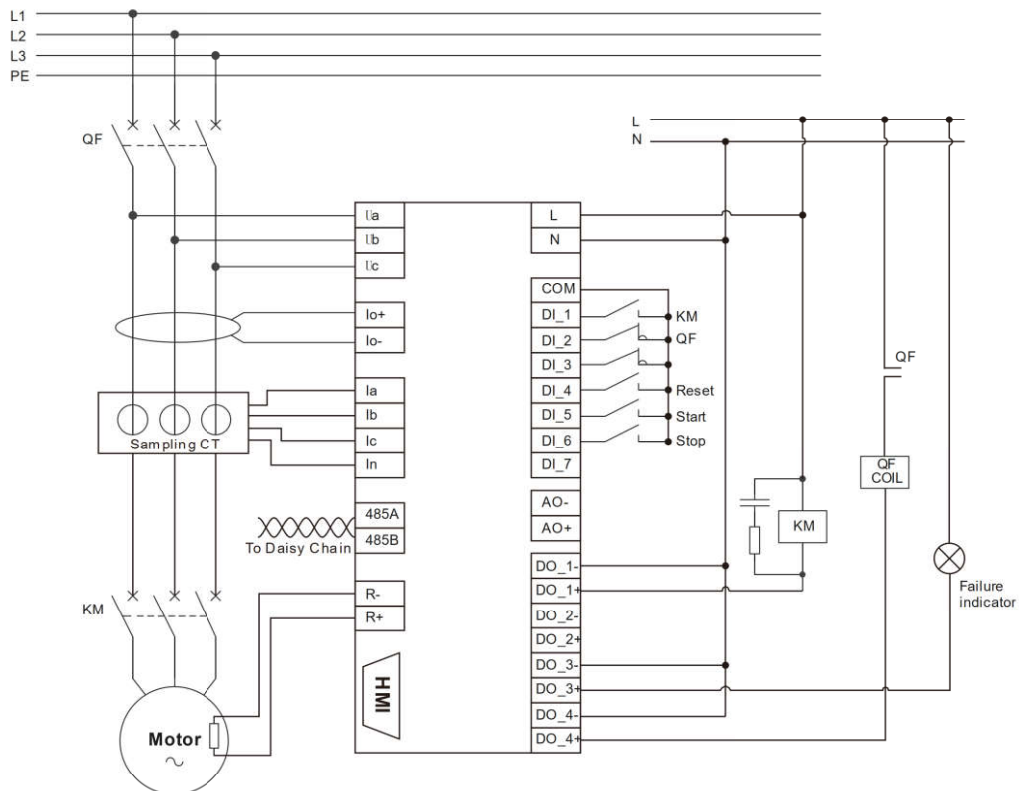 L1
L2
L3
PE
QF
L
N
Ua
Ub
Uc
Io+
Io-
Ia
Ib
Ic
In
485A
485B
R-
R+
HMI
L
N
COM
DI_1
DI_2
DI_3
DI_4
DI_5
DI_6
DI_7
AO-
AO+
DO_1-
DO_1+
DO_2-
DO_2+
DO_3-
DO_3+
DO_4-
DO_4+
KM
QF
Reset
Start
Stop
Sampling CT
To Daisy Chain
KM
Motor
QF
QF
COIL
KM
Failure
indicator